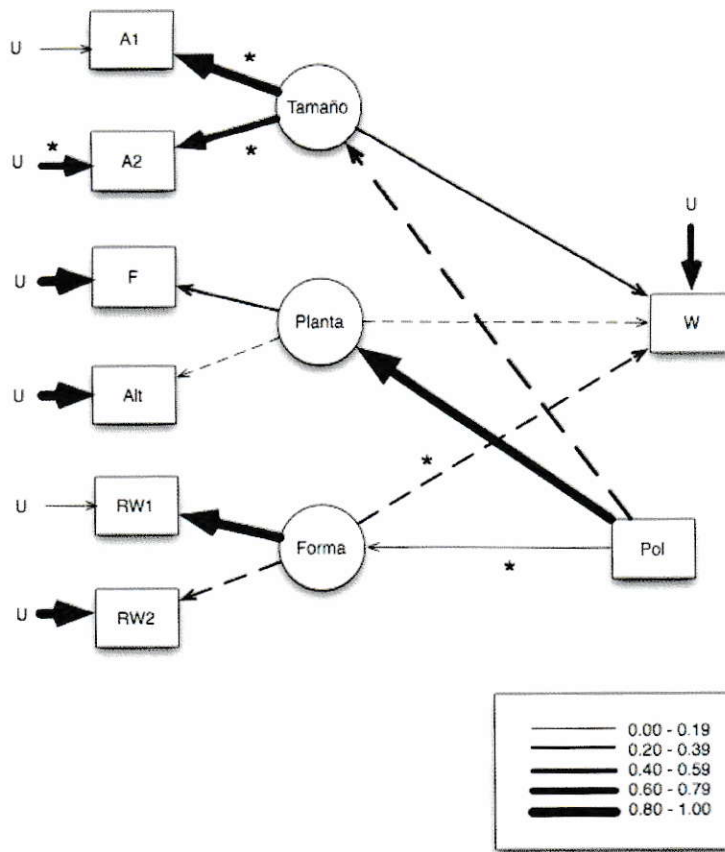 U
A1
*
Tamaño
U
*
A2
*
U
U
F
Planta
W
U
Alt
*
U
RW1
Forma
*
Pol
U
RW2
0.00 - 0.19
0.20 - 0.39
0.40 - 0.59
0.60 - 0.79
0.80 - 1.00